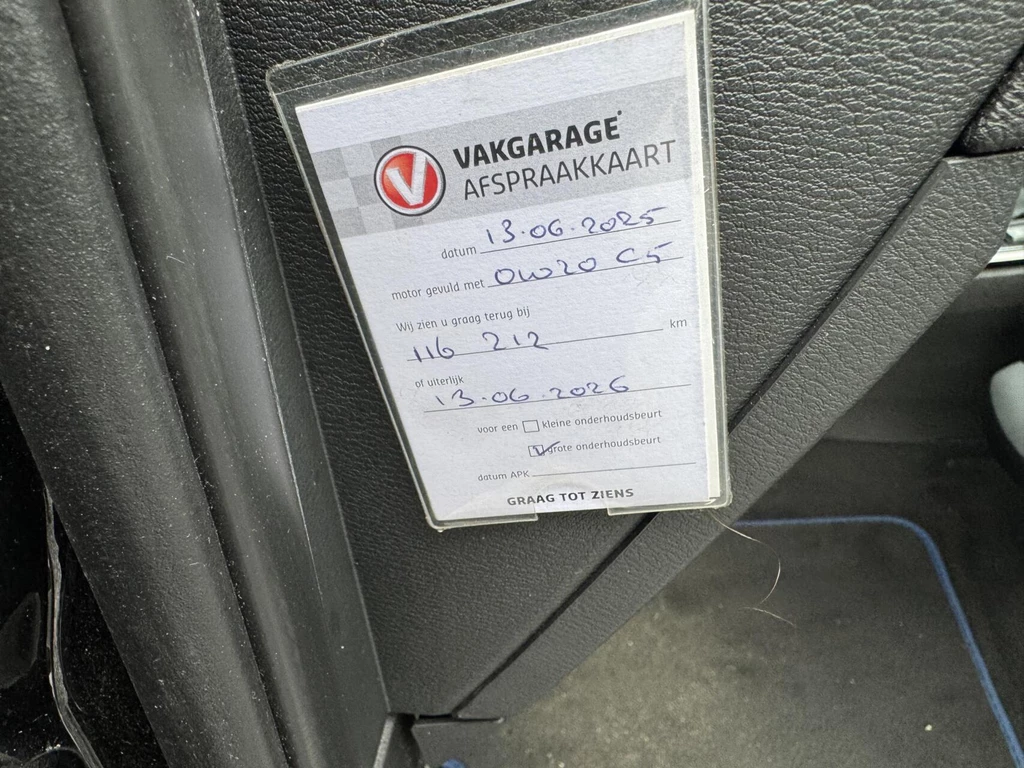 V VAKGARAGE®
AFSPRAAKKAART
datum 13.06.2025
motor gevuld met 0W20 C5
Wij zien u graag terug bij
116 212 km
of uiterlijk
13.06.2026
voor een kleine onderhoudsbeurt
grote onderhoudsbeurt
datum APK
GRAAG TOT ZIENS